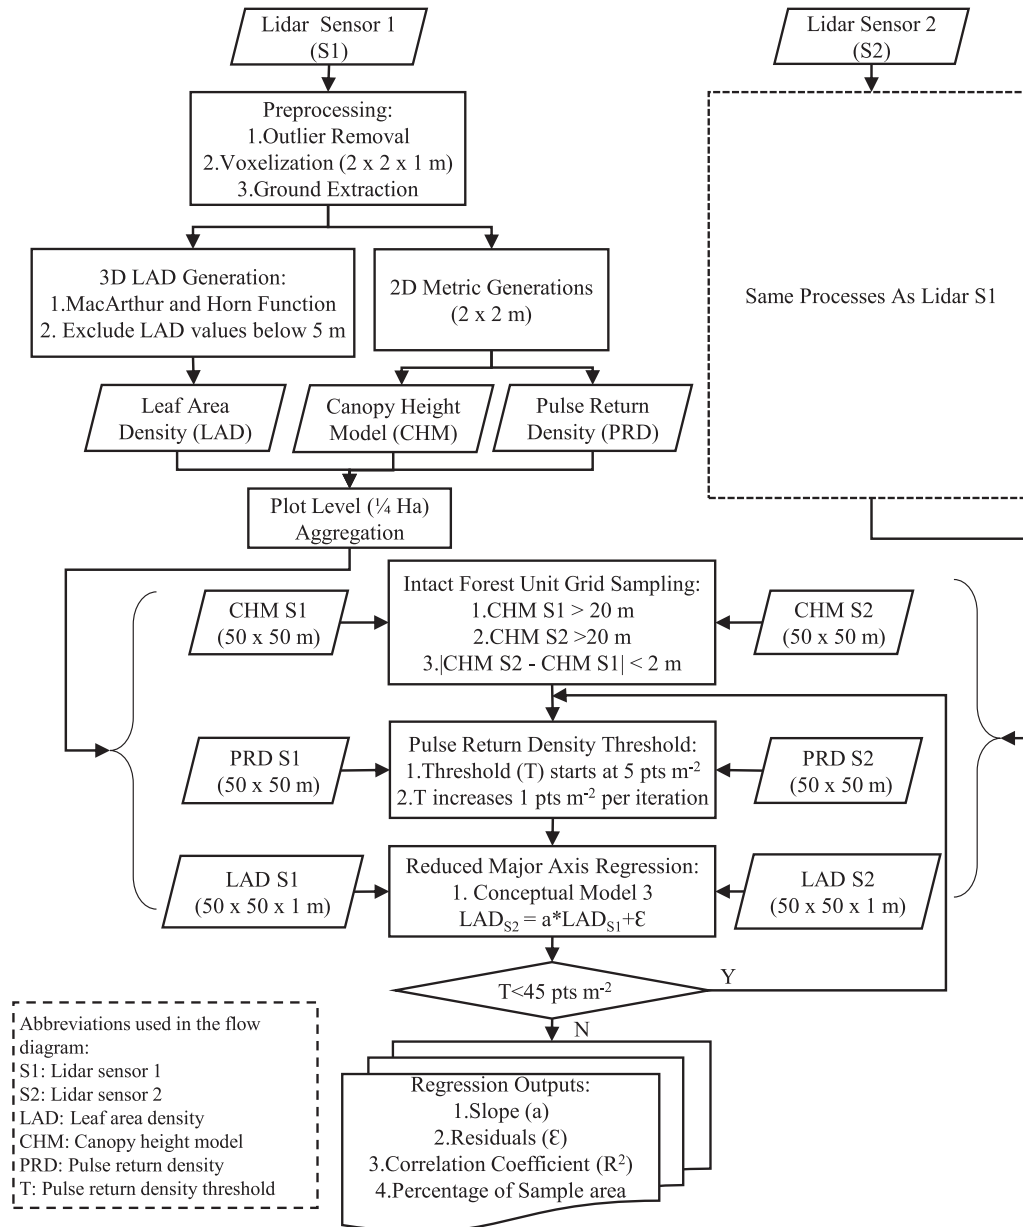 Lidar Sensor 1
(S1)
Lidar Sensor 2
(S2)
Preprocessing:
1.Outlier Removal
2.Voxelization (2 x 2 x 1 m)
3.Ground Extraction
3D LAD Generation:
1.MacArthur and Horn Function
2. Exclude LAD values below 5 m
2D Metric Generations
(2 x 2 m)
Same Processes As Lidar S1
Leaf Area
Density (LAD)
Canopy Height
Model (CHM)
Pulse Return
Density (PRD)
Plot Level (¼ Ha)
Aggregation
CHM S1
(50 x 50 m)
Intact Forest Unit Grid Sampling:
1.CHM S1 > 20 m
2.CHM S2 >20 m
3.|CHM S2 - CHM S1| < 2 m
CHM S2
(50 x 50 m)
PRD S1
(50 x 50 m)
Pulse Return Density Threshold:
1.Threshold (T) starts at 5 pts m⁻²
2.T increases 1 pts m⁻² per iteration
PRD S2
(50 x 50 m)
LAD S1
(50 x 50 x 1 m)
Reduced Major Axis Regression:
1. Conceptual Model 3
LAD_S2 = a*LAD_S1+Ɛ
LAD S2
(50 x 50 x 1 m)
T<45 pts m⁻²
Y
N
Abbreviations used in the flow
diagram:
S1: Lidar sensor 1
S2: Lidar sensor 2
LAD: Leaf area density
CHM: Canopy height model
PRD: Pulse return density
T: Pulse return density threshold
Regression Outputs:
1.Slope (a)
2.Residuals (Ɛ)
3.Correlation Coefficient (R²)
4.Percentage of Sample area